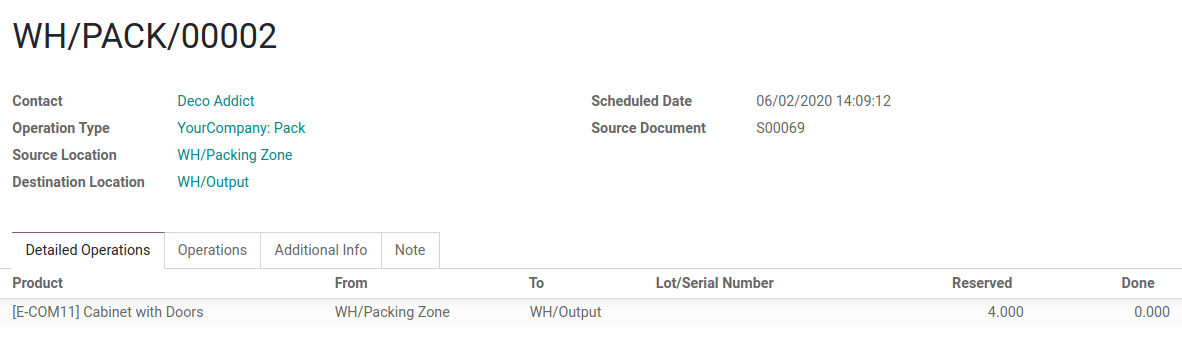 WH/PACK/00002
Contact Deco Addict Scheduled Date 06/02/2020 14:09:12
Operation Type YourCompany: Pack Source Document S00069
Source Location WH/Packing Zone
Destination Location WH/Output
Detailed Operations Operations Additional Info Note
Product From To Lot/Serial Number Reserved Done
[E-COM11] Cabinet with Doors WH/Packing Zone WH/Output 4.000 0.000